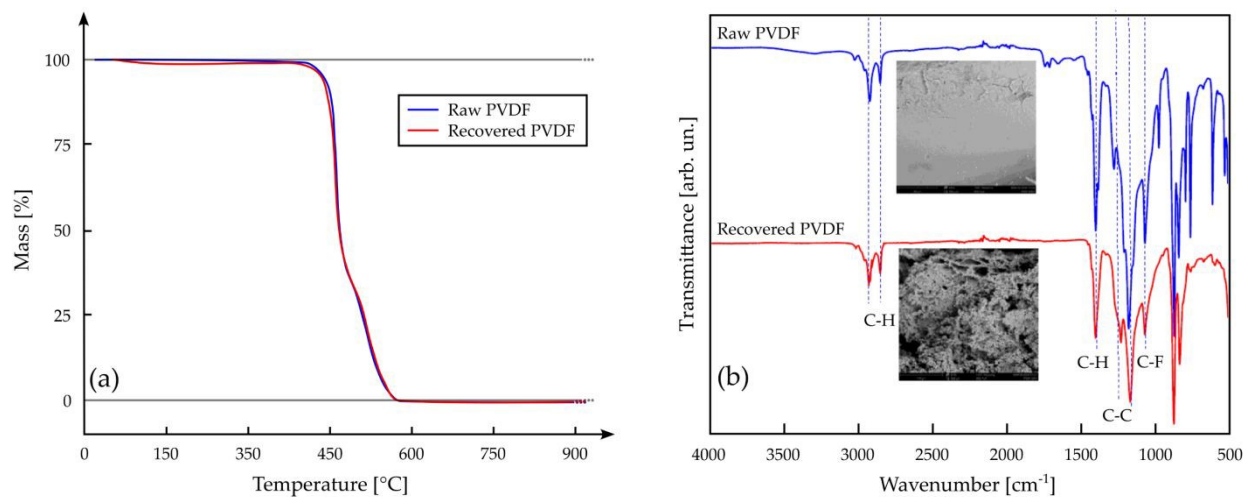 100
75
50
25
0
Mass [%]
Raw PVDF
Recovered PVDF
(a)
0
150
300
450
600
750
900
Temperature [°C]
Raw PVDF
Recovered PVDF
Transmittance [arb. un.]
C-H
C-H
C-F
C-C
(b)
4000
3500
3000
2500
2000
1500
1000
500
Wavenumber [cm⁻¹]